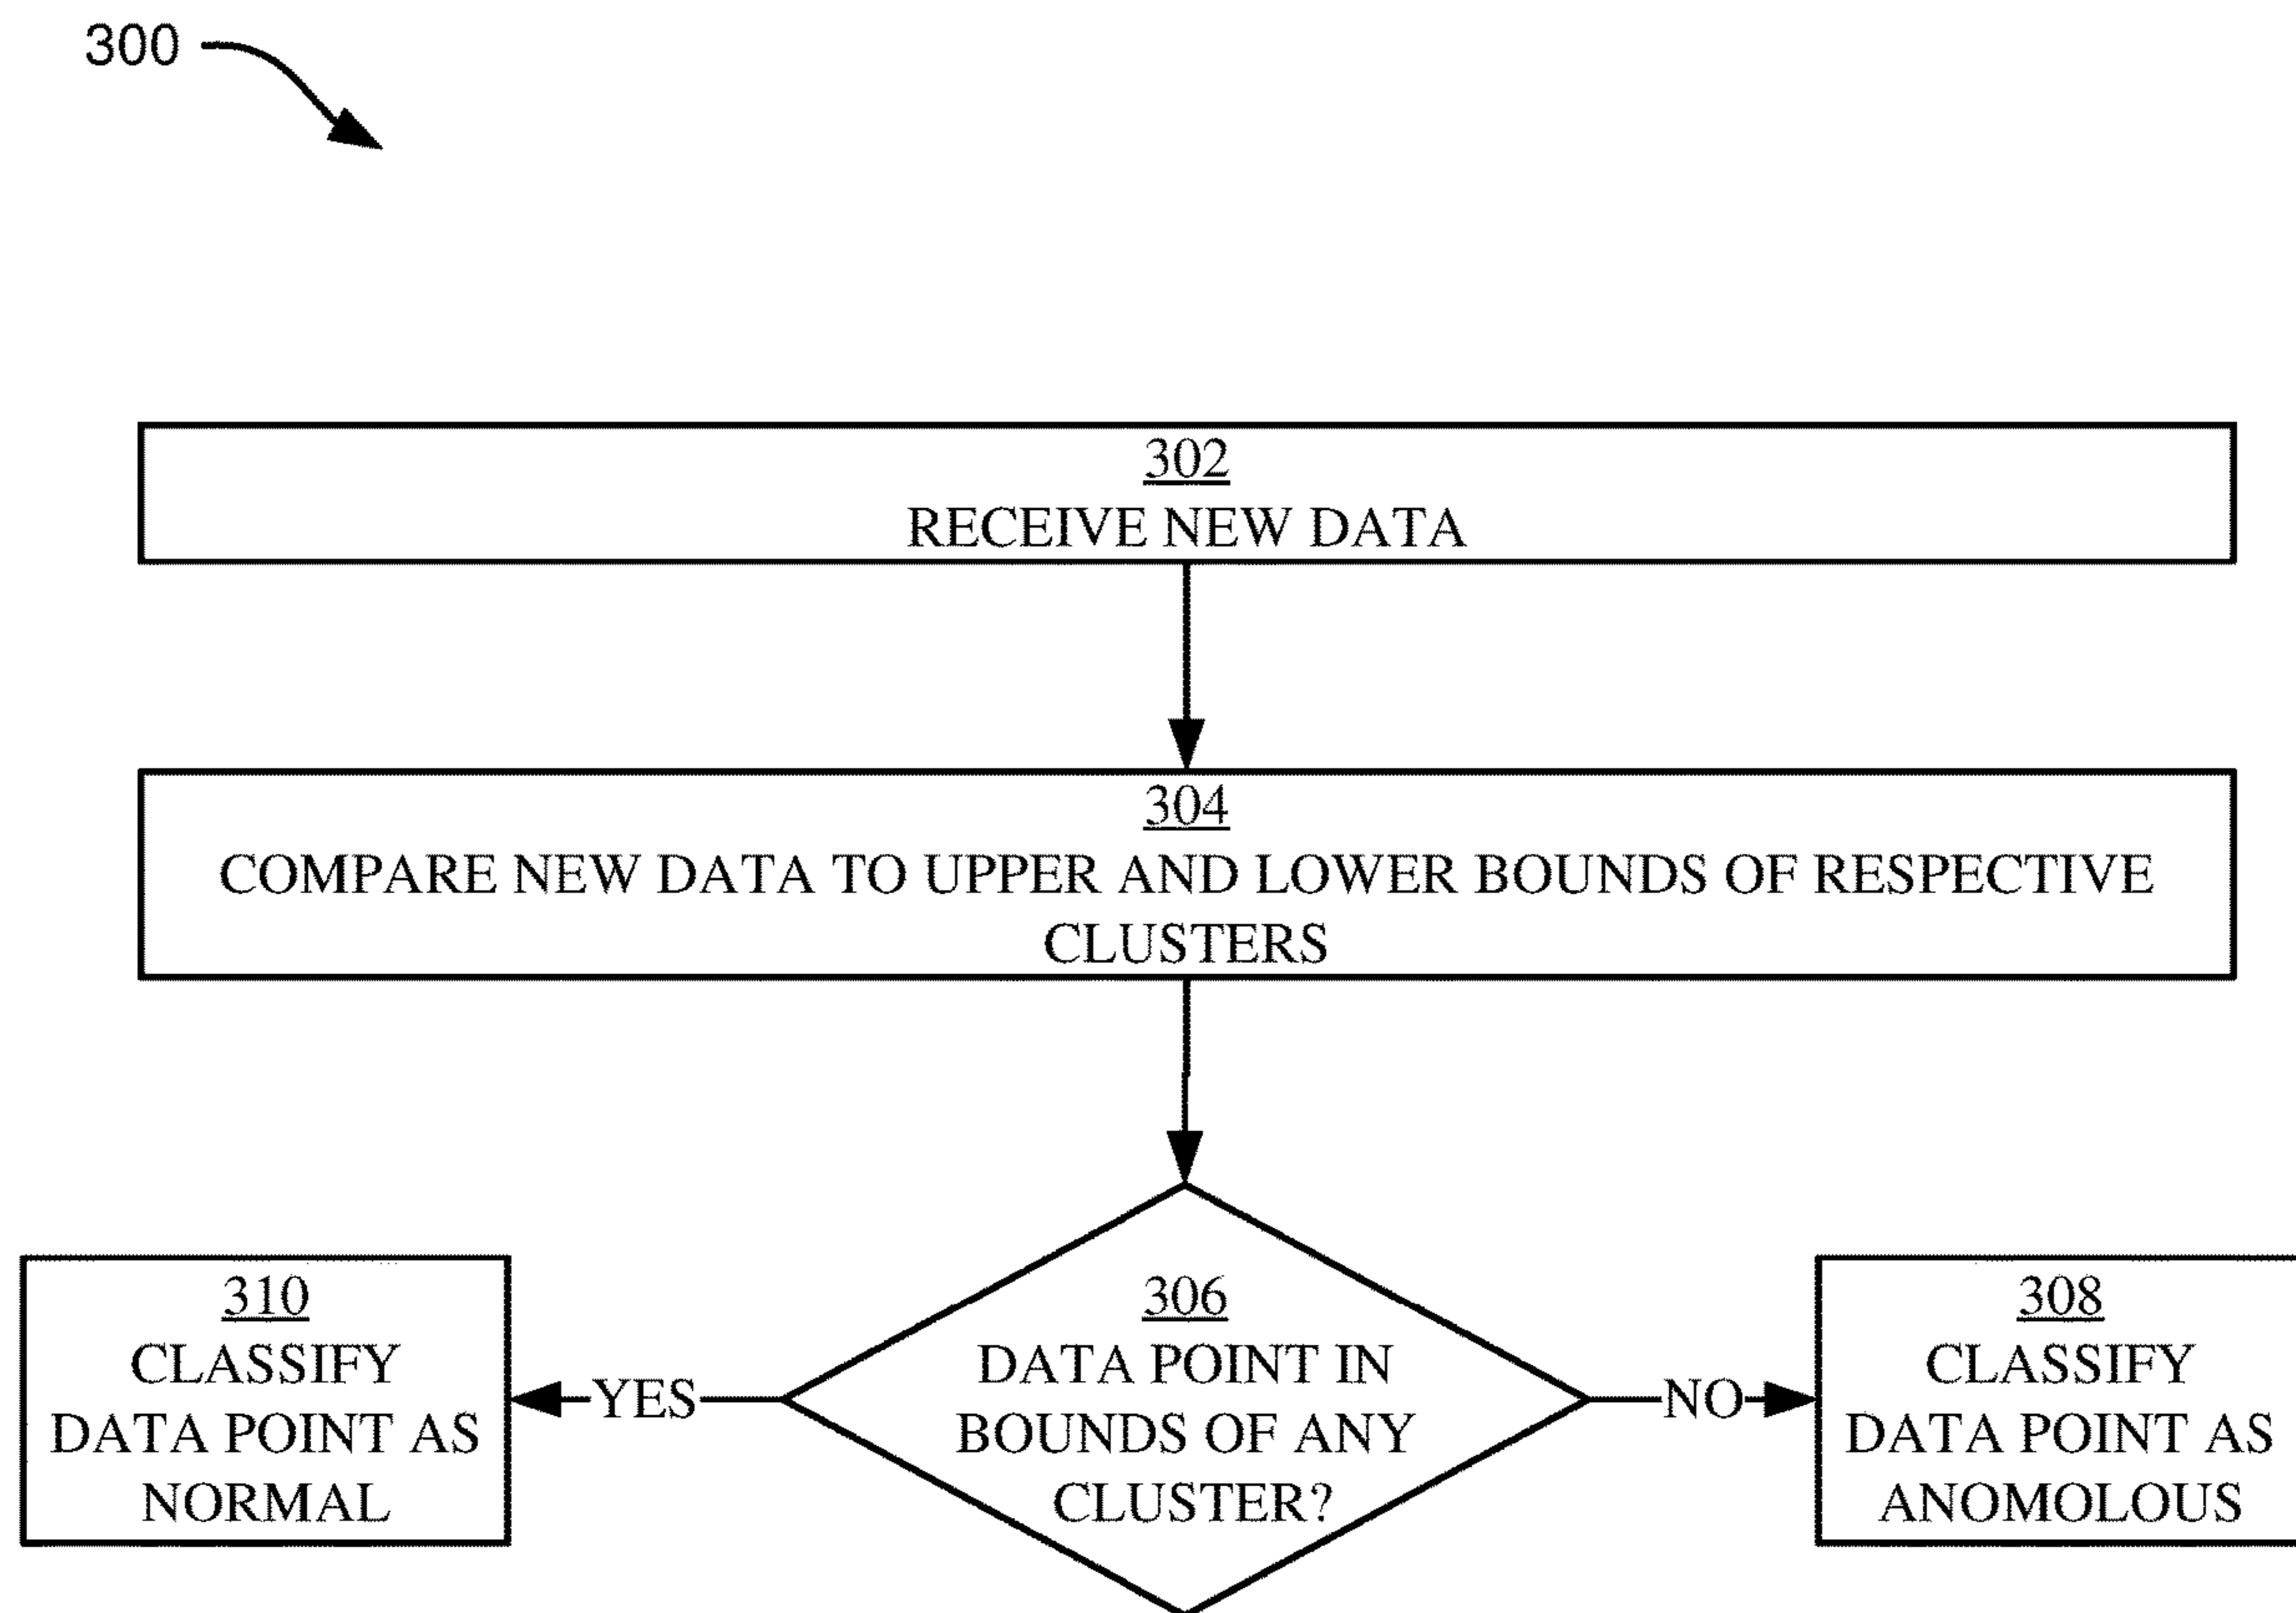 300
302
RECEIVE NEW DATA
304
COMPARE NEW DATA TO UPPER AND LOWER BOUNDS OF RESPECTIVE
CLUSTERS
310
CLASSIFY
DATA POINT AS
NORMAL
YES
306
DATA POINT IN
BOUNDS OF ANY
CLUSTER?
NO
308
CLASSIFY
DATA POINT AS
ANOMOLOUS